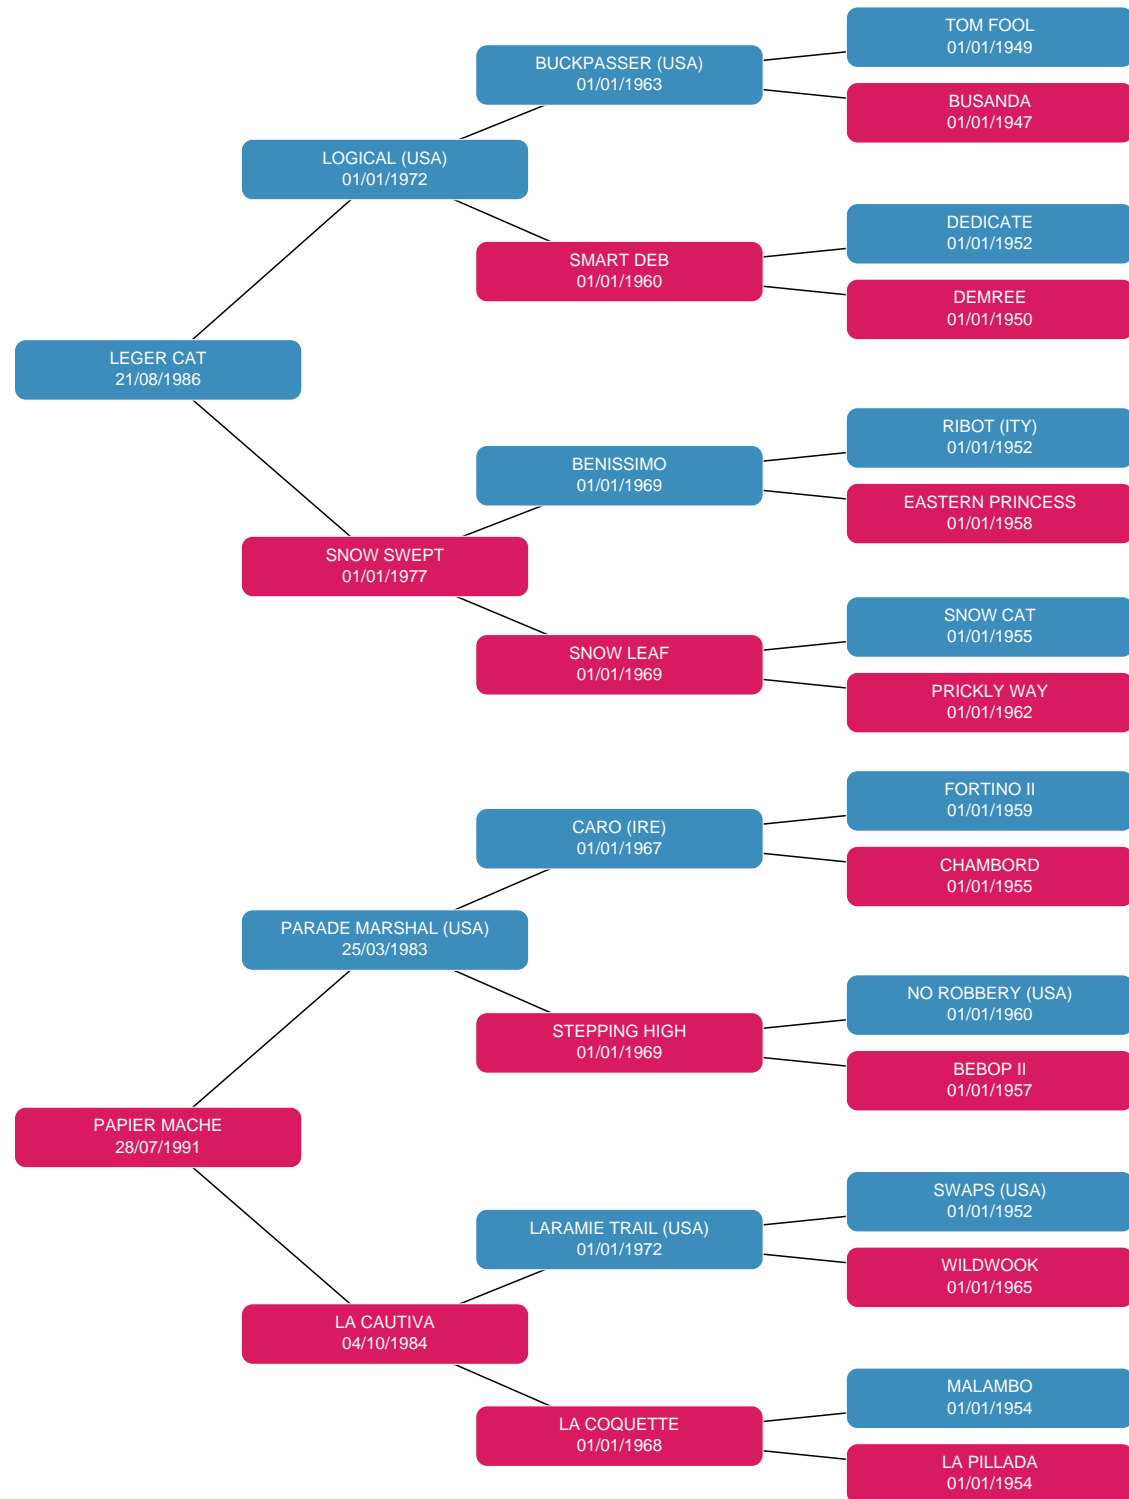 TOM FOOL
01/01/1949
BUCKPASSER (USA)
01/01/1963
BUSANDA
01/01/1947
LOGICAL (USA)
01/01/1972
DEDICATE
01/01/1952
SMART DEB
01/01/1960
DEMREE
01/01/1950
LEGER CAT
21/08/1986
RIBOT (ITY)
01/01/1952
BENISSIMO
01/01/1969
EASTERN PRINCESS
01/01/1958
SNOW SWEPT
01/01/1977
SNOW CAT
01/01/1955
SNOW LEAF
01/01/1969
PRICKLY WAY
01/01/1962
FORTINO II
01/01/1959
CARO (IRE)
01/01/1967
CHAMBORD
01/01/1955
PARADE MARSHAL (USA)
25/03/1983
NO ROBBERY (USA)
01/01/1960
STEPPING HIGH
01/01/1969
BEBOP II
01/01/1957
PAPIER MACHE
28/07/1991
SWAPS (USA)
01/01/1952
LARAMIE TRAIL (USA)
01/01/1972
WILDWOOK
01/01/1965
LA CAUTIVA
04/10/1984
MALAMBO
01/01/1954
LA COQUETTE
01/01/1968
LA PILLADA
01/01/1954